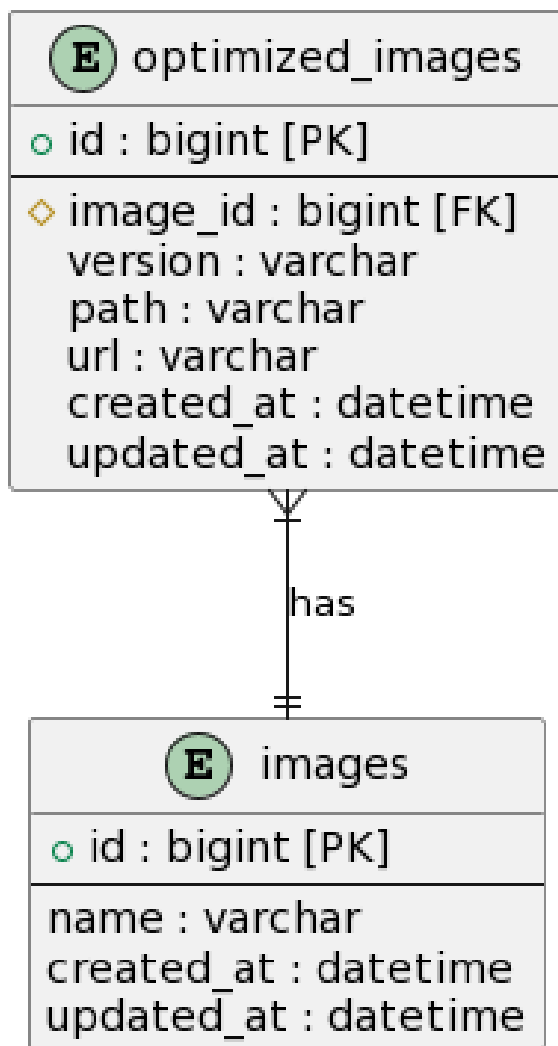 E optimized_images
id : bigint [PK]
image_id : bigint [FK]
version : varchar
path : varchar
url : varchar
created_at : datetime
updated_at : datetime
has
E images
id : bigint [PK]
name : varchar
created_at : datetime
updated_at : datetime